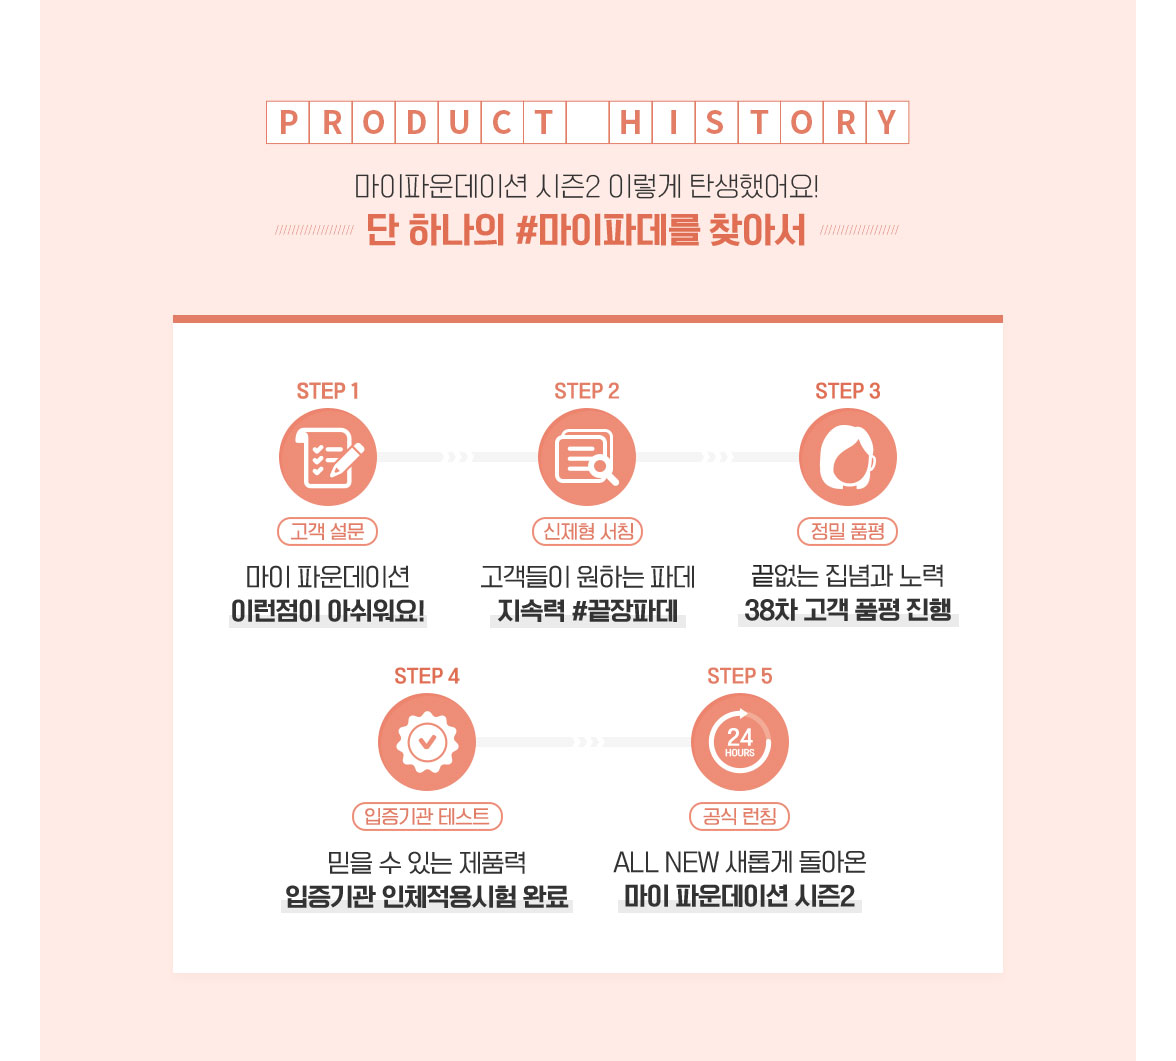 PRODUCT HISTORY
마이파운데이션 시즌2 이렇게 탄생했어요!
단 하나의 #마이파데를 찾아서
STEP 1
고객 설문
마이 파운데이션
이런점이 아쉬워요!
STEP 2
신제형 서칭
고객들이 원하는 파데
지속력 #끝장파데
STEP 3
정밀 품평
끝없는 집념과 노력
38차 고객 품평 진행
STEP 4
입증기관 테스트
믿을 수 있는 제품력
입증기관 인체적용시험 완료
STEP 5
24
HOURS
공식 런칭
ALL NEW 새롭게 돌아온
마이 파운데이션 시즌2